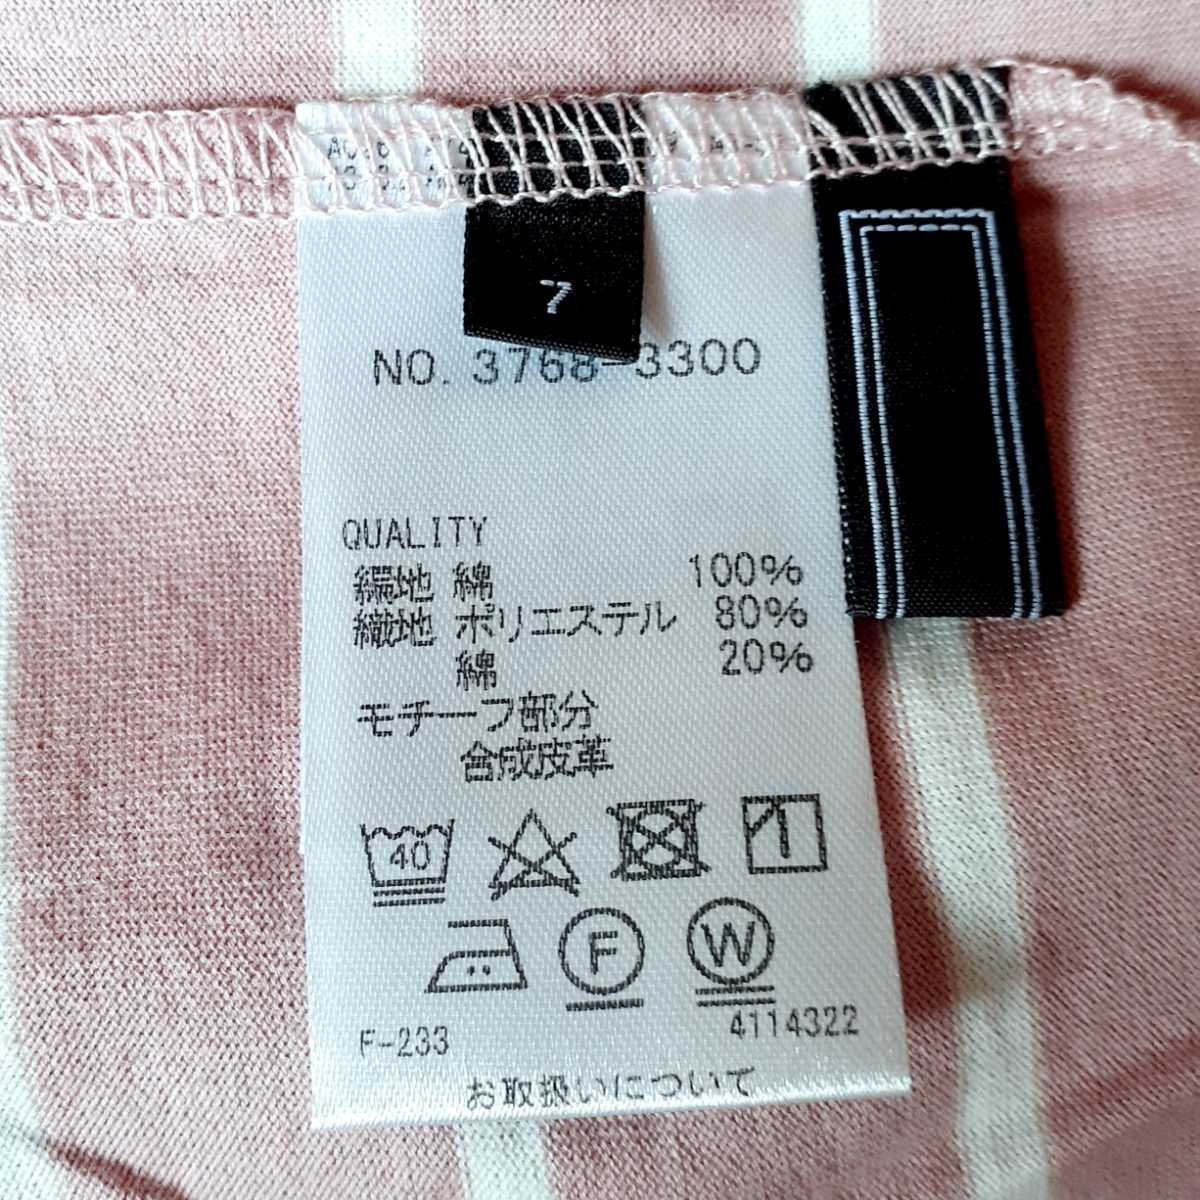 7
NO. 3768-3300
QUALITY
編地 綿 100%
織地 ポリエステル 80%
綿 20%
モチーフ部分
合成皮革
40
F
W
F-233
4114322
お取扱いについて